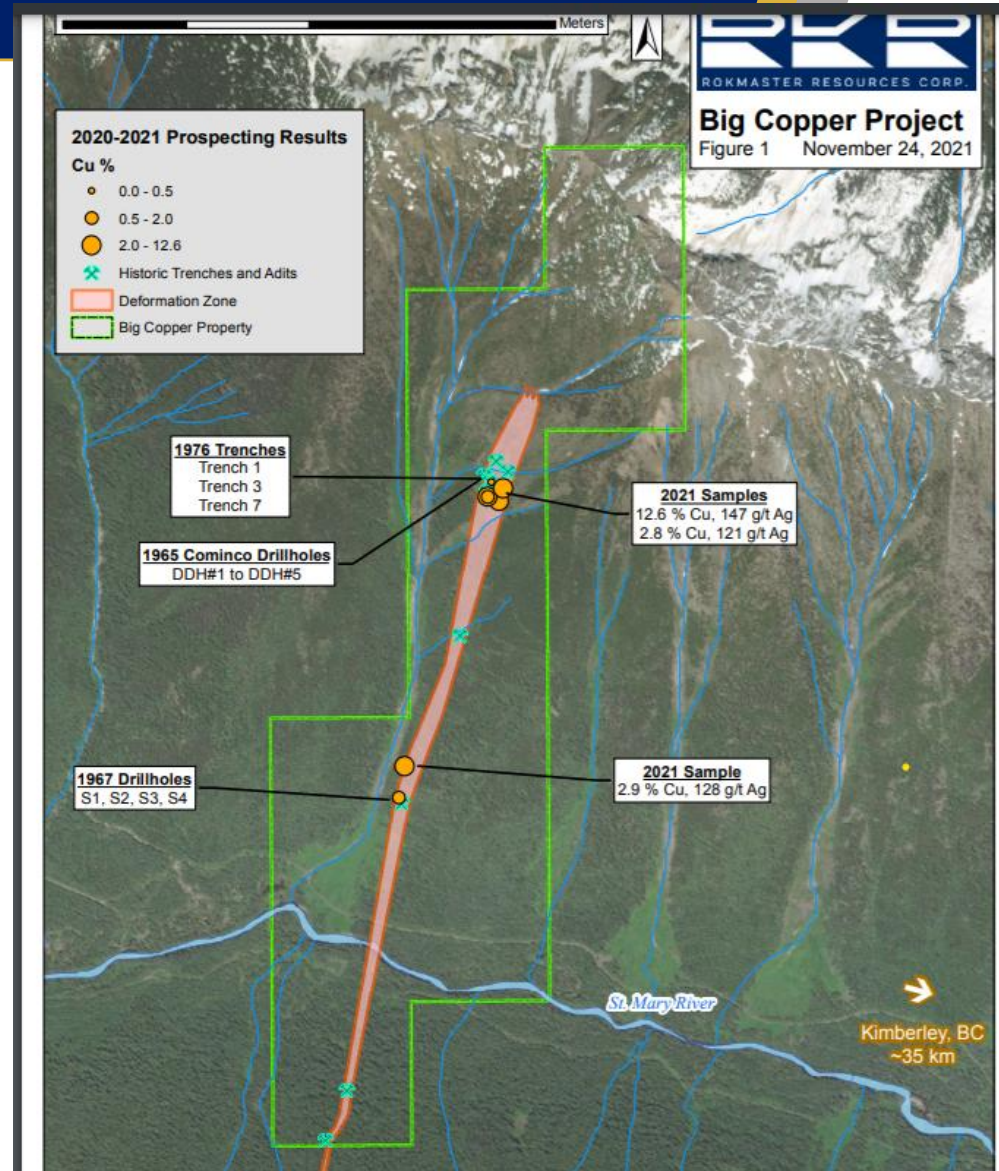 Meters
ROKMASTER RESOURCES CORP.
Big Copper Project
Figure 1 November 24, 2021
2020-2021 Prospecting Results
Cu %
0.0 - 0.5
0.5 - 2.0
2.0 - 12.6
Historic Trenches and Adits
Deformation Zone
Big Copper Property
1976 Trenches
Trench 1
Trench 3
Trench 7
2021 Samples
12.6 % Cu, 147 g/t Ag
2.8 % Cu, 121 g/t Ag
1965 Cominco Drillholes
DDH#1 to DDH#5
1967 Drillholes
S1, S2, S3, S4
2021 Sample
2.9 % Cu, 128 g/t Ag
St. Mary River
Kimberley, BC
~35 km